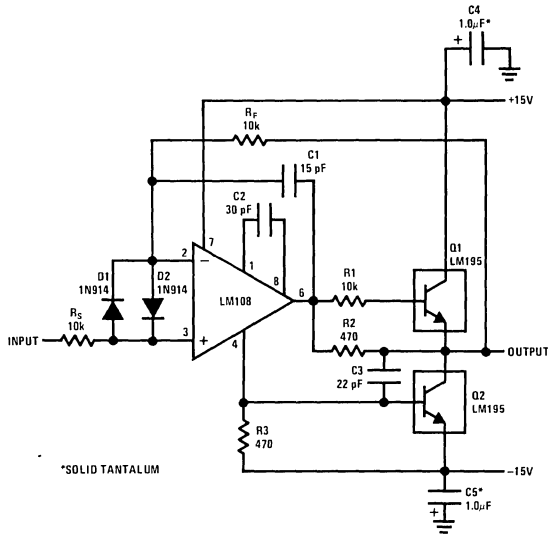 C4
1.0μF*
+
+15V
RF
10k
C1
15 pF
C2
30 pF
7
2
−
1
8
6
D1
1N914
D2
1N914
LM108
R1
10k
Q1
LM195
RS
10k
INPUT
3
+
4
R2
470
OUTPUT
C3
22 pF
Q2
LM195
R3
470
*SOLID TANTALUM
−15V
C5*
1.0μF
+